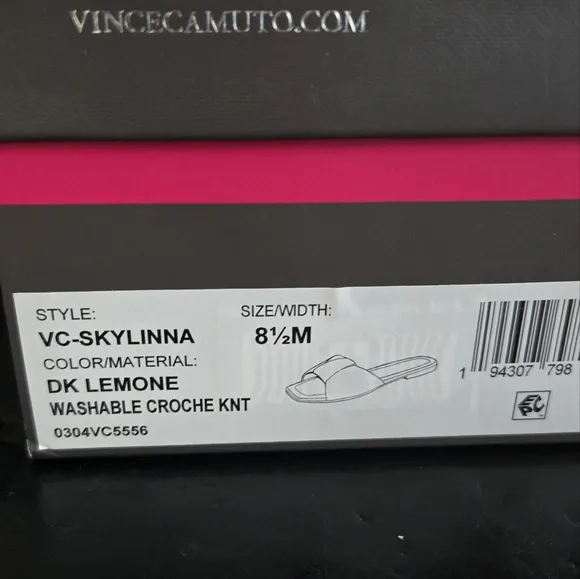 VINCECAMUTO.COM
STYLE: SIZE/WIDTH:
VC-SKYLINNA 8½M
COLOR/MATERIAL:
DK LEMONE
WASHABLE CROCHE KNT
0304VC5556
1 94307 798
EPC